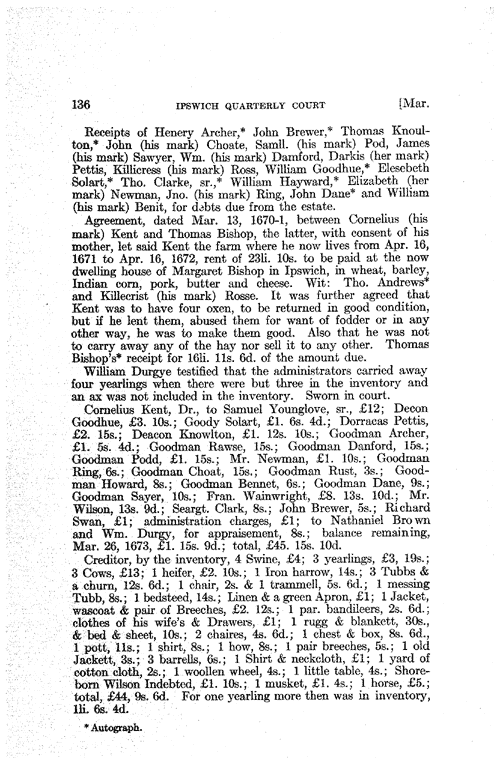 136 IPSWICH QUARTERLY COURT [Mar.
Receipts of Henery Archer,* John Brewer,* Thomas Knoul-
ton,* John (his mark) Choate, Samll. (his mark) Pod, James
(his mark) Sawyer, Wm. (his mark) Damford, Darkis (her mark)
Pettis, Killicress (his mark) Ross, William Goodhue,* Elesebeth
Solart,* Tho. Clarke, sr.,* William Hayward,* Elizabeth (her
mark) Newman, Jno. (his mark) Ring, John Dane* and William
(his mark) Benit, for debts due from the estate.
Agreement, dated Mar. 13, 1670-1, between Cornelius (his
mark) Kent and Thomas Bishop, the latter, with consent of his
mother, let said Kent the farm where he now lives from Apr. 16,
1671 to Apr. 16, 1672, rent of 23li. 10s. to be paid at the now
dwelling house of Margaret Bishop in Ipswich, in wheat, barley,
Indian corn, pork, butter and cheese. Wit: Tho. Andrews*
and Killecrist (his mark) Rosse. It was further agreed that
Kent was to have four oxen, to be returned in good condition,
but if he lent them, abused them for want of fodder or in any
other way, he was to make them good. Also that he was not
to carry away any of the hay nor sell it to any other. Thomas
Bishop's* receipt for 16li. 11s. 6d. of the amount due.
William Durgye testified that the administrators carried away
four yearlings when there were but three in the inventory and
an ax was not included in the inventory. Sworn in court.
Cornelius Kent, Dr., to Samuel Younglove, sr., £12; Decon
Goodhue, £3. 10s.; Goody Solart, £1. 6s. 4d.; Dorracas Pettis,
£2. 15s.; Deacon Knowlton, £1. 12s. 10s.; Goodman Archer,
£1. 5s. 4d.; Goodman Rawse, 15s.; Goodman Danford, 15s.;
Goodman Podd, £1. 15s.; Mr. Newman, £1. 10s.; Goodman
Ring, 6s.; Goodman Choat, 15s.; Goodman Rust, 3s.; Good-
man Howard, 8s.; Goodman Bennet, 6s.; Goodman Dane, 9s.;
Goodman Sayer, 10s.; Fran. Wainwright, £8. 13s. 10d.; Mr.
Wilson, 13s. 9d.; Seargt. Clark, 8s.; John Brewer, 5s.; Richard
Swan, £1; administration charges, £1; to Nathaniel Brown
and Wm. Durgy, for appraisement, 8s.; balance remaining,
Mar. 26, 1673, £1. 15s. 9d.; total, £45. 15s. 10d.
Creditor, by the inventory, 4 Swine, £4; 3 yearlings, £3, 19s.;
3 Cows, £13; 1 heifer, £2. 10s.; 1 Iron harrow, 14s.; 3 Tubbs &
a churn, 12s. 6d.; 1 chair, 2s. & 1 trammell, 5s. 6d.; 1 messing
Tubb, 8s.; 1 bedsteed, 14s.; Linen & a green Apron, £1; 1 Jacket,
wascoat & pair of Breeches, £2. 12s.; 1 par. bandileers, 2s. 6d.;
clothes of his wife's & Drawers, £1; 1 rugg & blankett, 30s.,
& bed & sheet, 10s.; 2 chaires, 4s. 6d.; 1 chest & box, 8s. 6d.,
1 pott, 11s.; 1 shirt, 8s.; 1 how, 8s.; 1 pair breeches, 5s.; 1 old
Jackett, 3s.; 3 barrells, 6s.; 1 Shirt & neckcloth, £1; 1 yard of
cotton cloth, 2s.; 1 woollen wheel, 4s.; 1 little table, 4s.; Shore-
born Wilson Indebted, £1. 10s.; 1 musket, £1. 4s.; 1 horse, £5.;
total, £44, 9s. 6d. For one yearling more then was in inventory,
1li. 6s. 4d.
* Autograph.